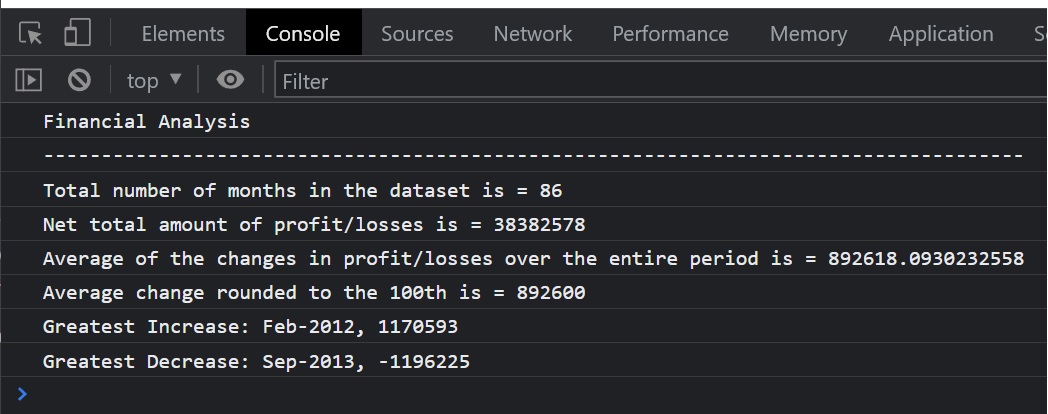 Elements Console Sources Network Performance Memory Application
top Filter
Financial Analysis
-------------------------------------------------------------------------------------
Total number of months in the dataset is = 86
Net total amount of profit/losses is = 38382578
Average of the changes in profit/losses over the entire period is = 892618.0930232558
Average change rounded to the 100th is = 892600
Greatest Increase: Feb-2012, 1170593
Greatest Decrease: Sep-2013, -1196225
>